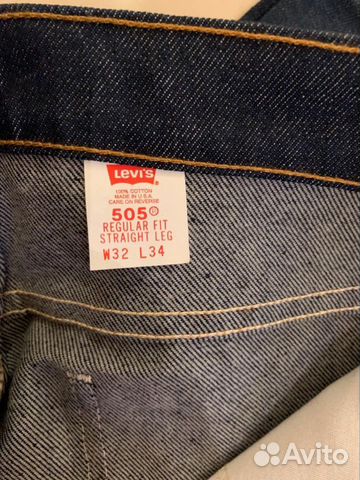 Levi's
100% COTTON
MADE IN U.S.A.
CARE ON REVERSE
505®
REGULAR FIT
STRAIGHT LEG
W32 L34
Avito